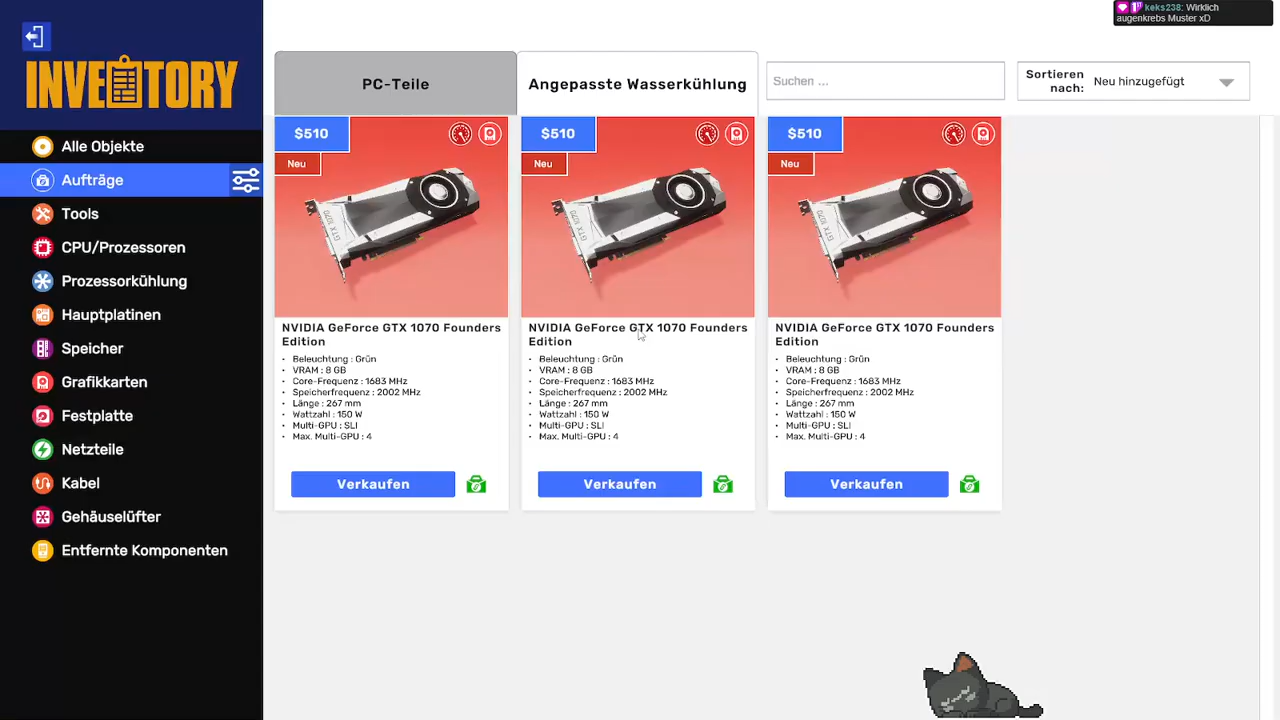 keks238: Wirklich
augenkrebs Muster xD
INVENTORY
Alle Objekte
Aufträge
Tools
CPU/Prozessoren
Prozessorkühlung
Hauptplatinen
Speicher
Grafikkarten
Festplatte
Netzteile
Kabel
Gehäuselüfter
Entfernte Komponenten
PC-Teile
Angepasste Wasserkühlung
Suchen ...
Sortieren
nach:
Neu hinzugefügt
$510
Neu
GTX 1070
NVIDIA GeForce GTX 1070 Founders
Edition
• Beleuchtung : Grün
• VRAM : 8 GB
• Core-Frequenz : 1683 MHz
• Speicherfrequenz : 2002 MHz
• Länge : 267 mm
• Wattzahl : 150 W
• Multi-GPU : SLI
• Max. Multi-GPU : 4
Verkaufen
$510
Neu
GTX 1070
NVIDIA GeForce GTX 1070 Founders
Edition
• Beleuchtung : Grün
• VRAM : 8 GB
• Core-Frequenz : 1683 MHz
• Speicherfrequenz : 2002 MHz
• Länge : 267 mm
• Wattzahl : 150 W
• Multi-GPU : SLI
• Max. Multi-GPU : 4
Verkaufen
$510
Neu
GTX 1070
NVIDIA GeForce GTX 1070 Founders
Edition
• Beleuchtung : Grün
• VRAM : 8 GB
• Core-Frequenz : 1683 MHz
• Speicherfrequenz : 2002 MHz
• Länge : 267 mm
• Wattzahl : 150 W
• Multi-GPU : SLI
• Max. Multi-GPU : 4
Verkaufen